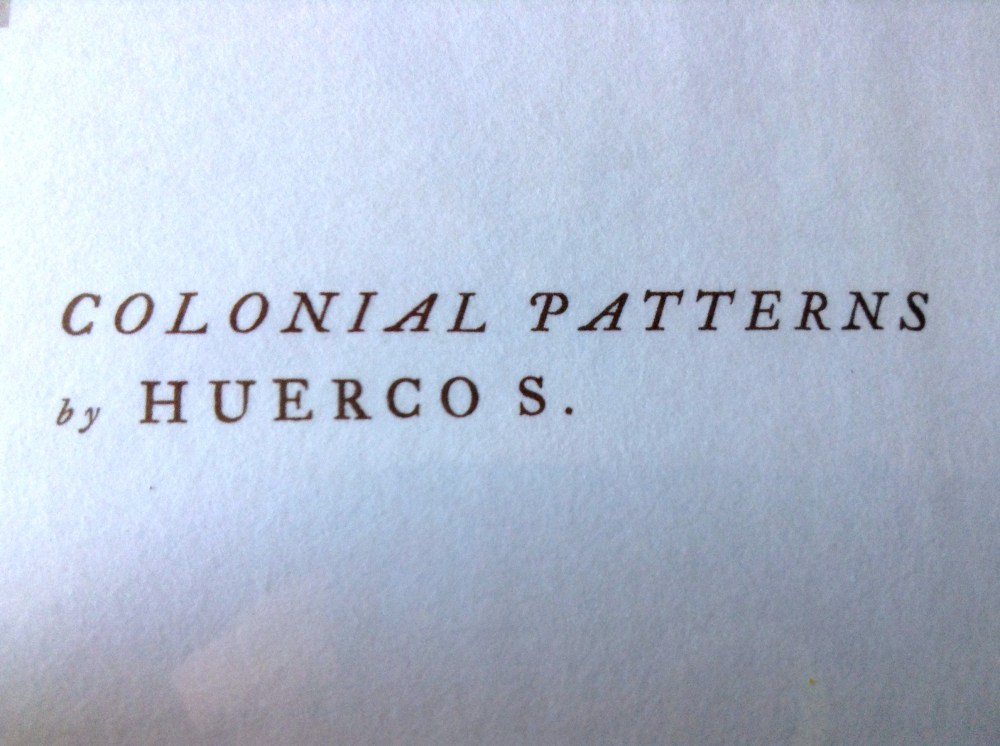 COLONIAL PATTERNS
by HUERCO S.